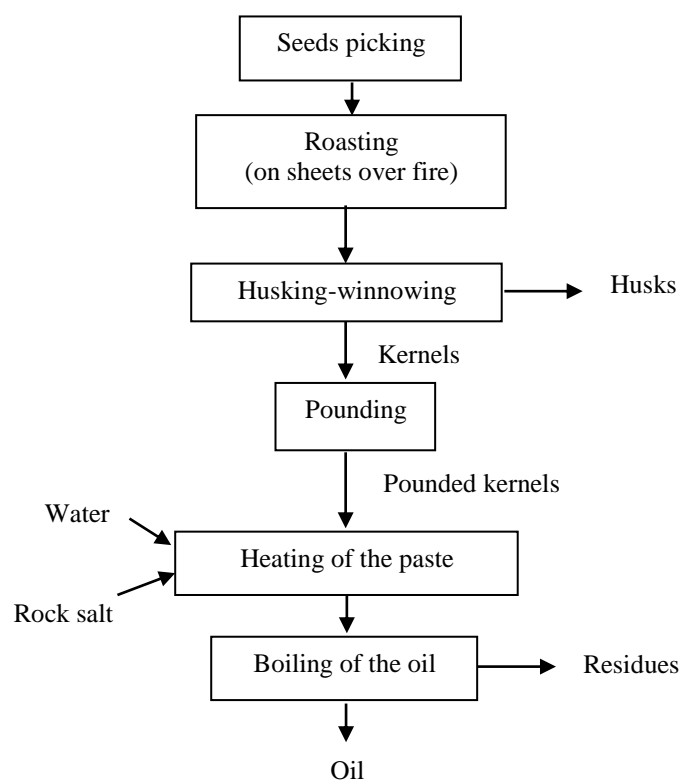 Seeds picking
Roasting
(on sheets over fire)
Husking-winnowing
Husks
Kernels
Pounding
Pounded kernels
Water
Heating of the paste
Rock salt
Boiling of the oil
Residues
Oil